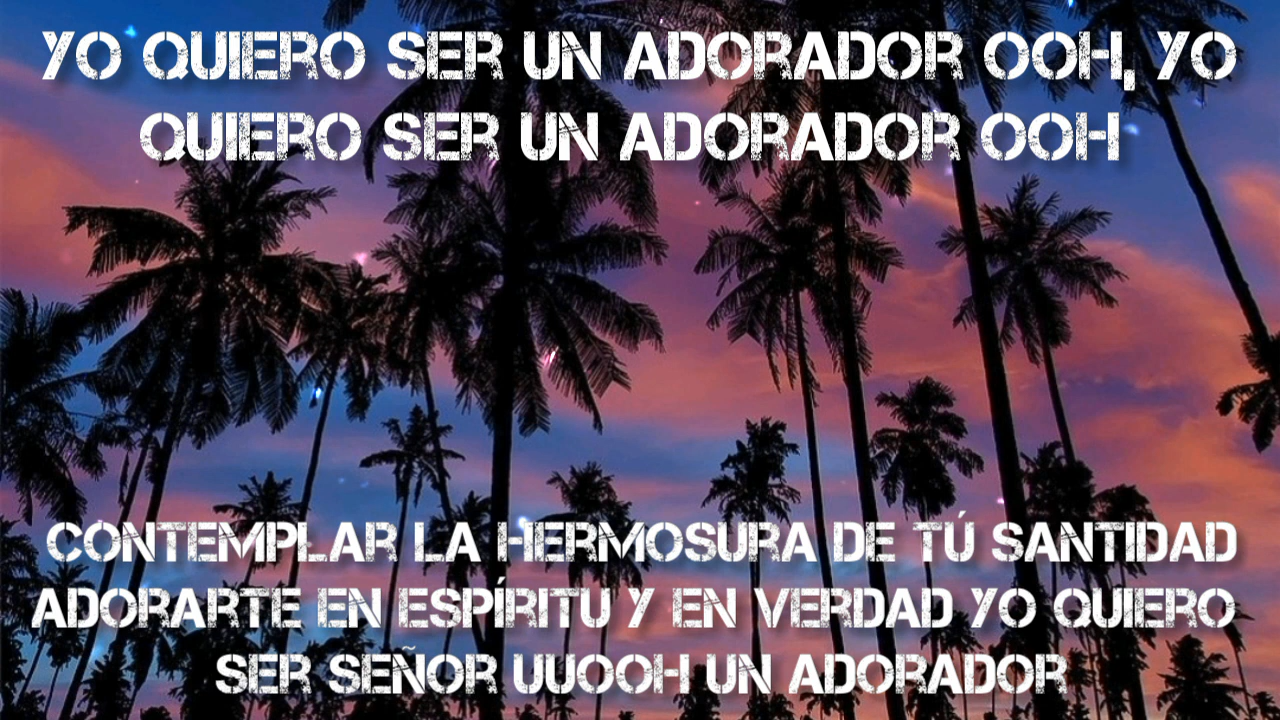 YO QUIERO SER UN ADORADOR OOH, YO
QUIERO SER UN ADORADOR OOH
CONTEMPLAR LA HERMOSURA DE TÚ SANTIDAD
ADORARTE EN ESPÍRITU Y EN VERDAD YO QUIERO
SER SEÑOR UUOOH UN ADORADOR